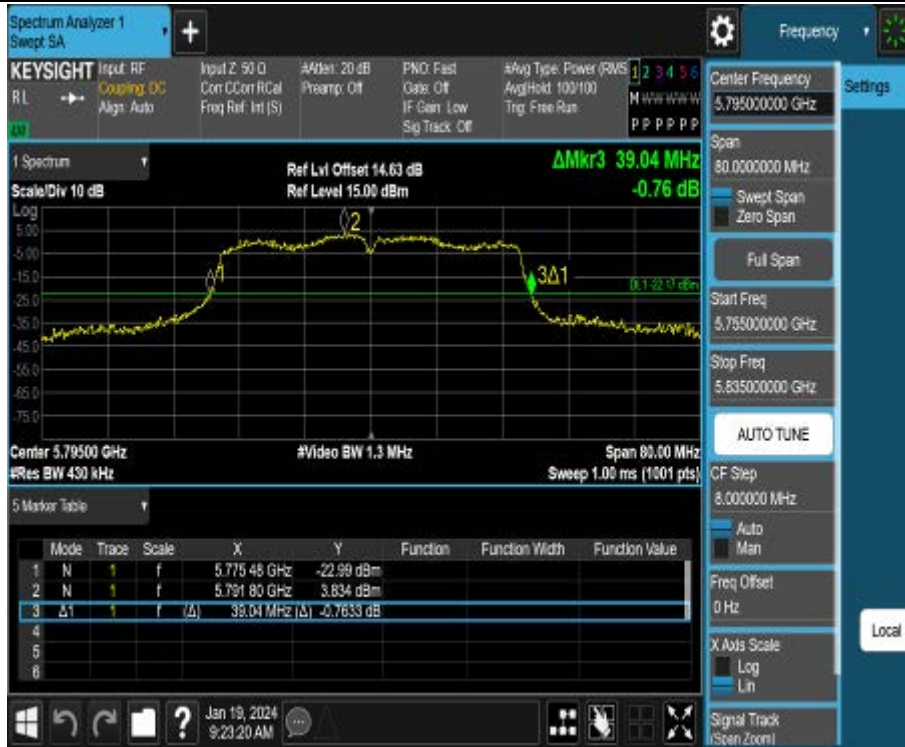 Spectrum Analyzer 1
Swept SA
+
Frequency
KEYSIGHT
RL
Input: RF
Coupling: DC
Align: Auto
Input Z: 50 Ω
Corr CCorr RCal
Freq Ref: Int (S)
#Atten: 20 dB
Preamp: Off
PNO: Fast
Gate: Off
IF Gain: Low
Sig Track: Off
#Avg Type: Power (RMS
Avg|Hold: 100/100
Trig: Free Run
1 2 3 4 5 6
M W W W W W
P P P P P P
1 Spectrum
Scale/Div 10 dB
Ref Lvl Offset 14.63 dB
Ref Level 15.00 dBm
ΔMkr3 39.04 MHz
-0.76 dB
Log
5.00
-5.00
-15.0
-25.0
-35.0
-45.0
-55.0
-65.0
-75.0
1
2
3Δ1
DL1 -22.17 dBm
Center 5.79500 GHz
#Res BW 430 kHz
#Video BW 1.3 MHz
Span 80.00 MHz
Sweep 1.00 ms (1001 pts)
5 Marker Table
Mode Trace Scale X Y Function Function Width Function Value
1 N 1 f 5.775 48 GHz -22.99 dBm
2 N 1 f 5.791 80 GHz 3.834 dBm
3 Δ1 1 f (Δ) 39.04 MHz (Δ) -0.7633 dB
4
5
6
?
Jan 19, 2024
9:23:20 AM
Center Frequency
5.795000000 GHz
Span
80.0000000 MHz
Swept Span
Zero Span
Full Span
Start Freq
5.755000000 GHz
Stop Freq
5.835000000 GHz
AUTO TUNE
CF Step
8.000000 MHz
Auto
Man
Freq Offset
0 Hz
X Axis Scale
Log
Lin
Signal Track
(Span Zoom)
Settings
Local